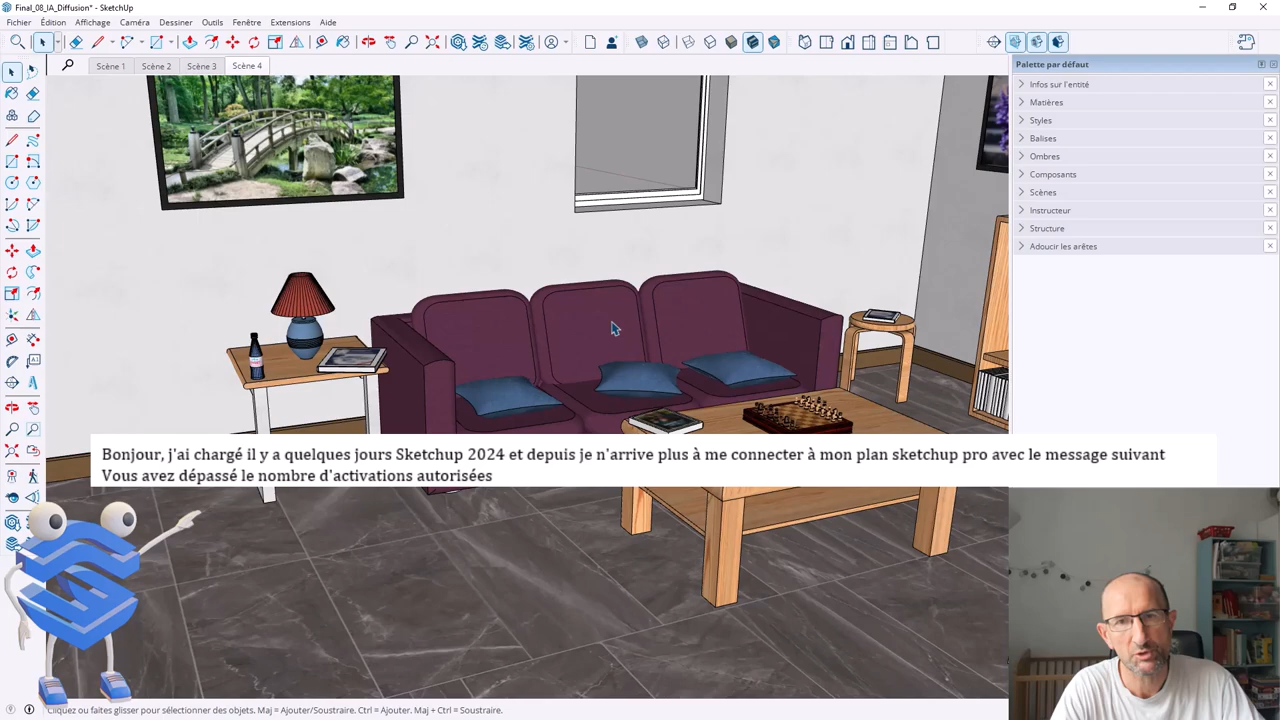 Final_08_IA_Diffusion* - SketchUp
Fichier Édition Affichage Caméra Dessiner Outils Fenêtre Extensions Aide
Scène 1 Scène 2 Scène 3 Scène 4
Palette par défaut
Infos sur l'entité
Matières
Styles
Balises
Ombres
Composants
Scènes
Instructeur
Structure
Adoucir les arêtes
Bonjour, j'ai chargé il y a quelques jours Sketchup 2024 et depuis je n'arrive plus à me connecter à mon plan sketchup pro avec le message suivant
Vous avez dépassé le nombre d'activations autorisées
Cliquez ou faites glisser pour sélectionner des objets. Maj = Ajouter/Soustraire. Ctrl = Ajouter. Maj + Ctrl = Soustraire.